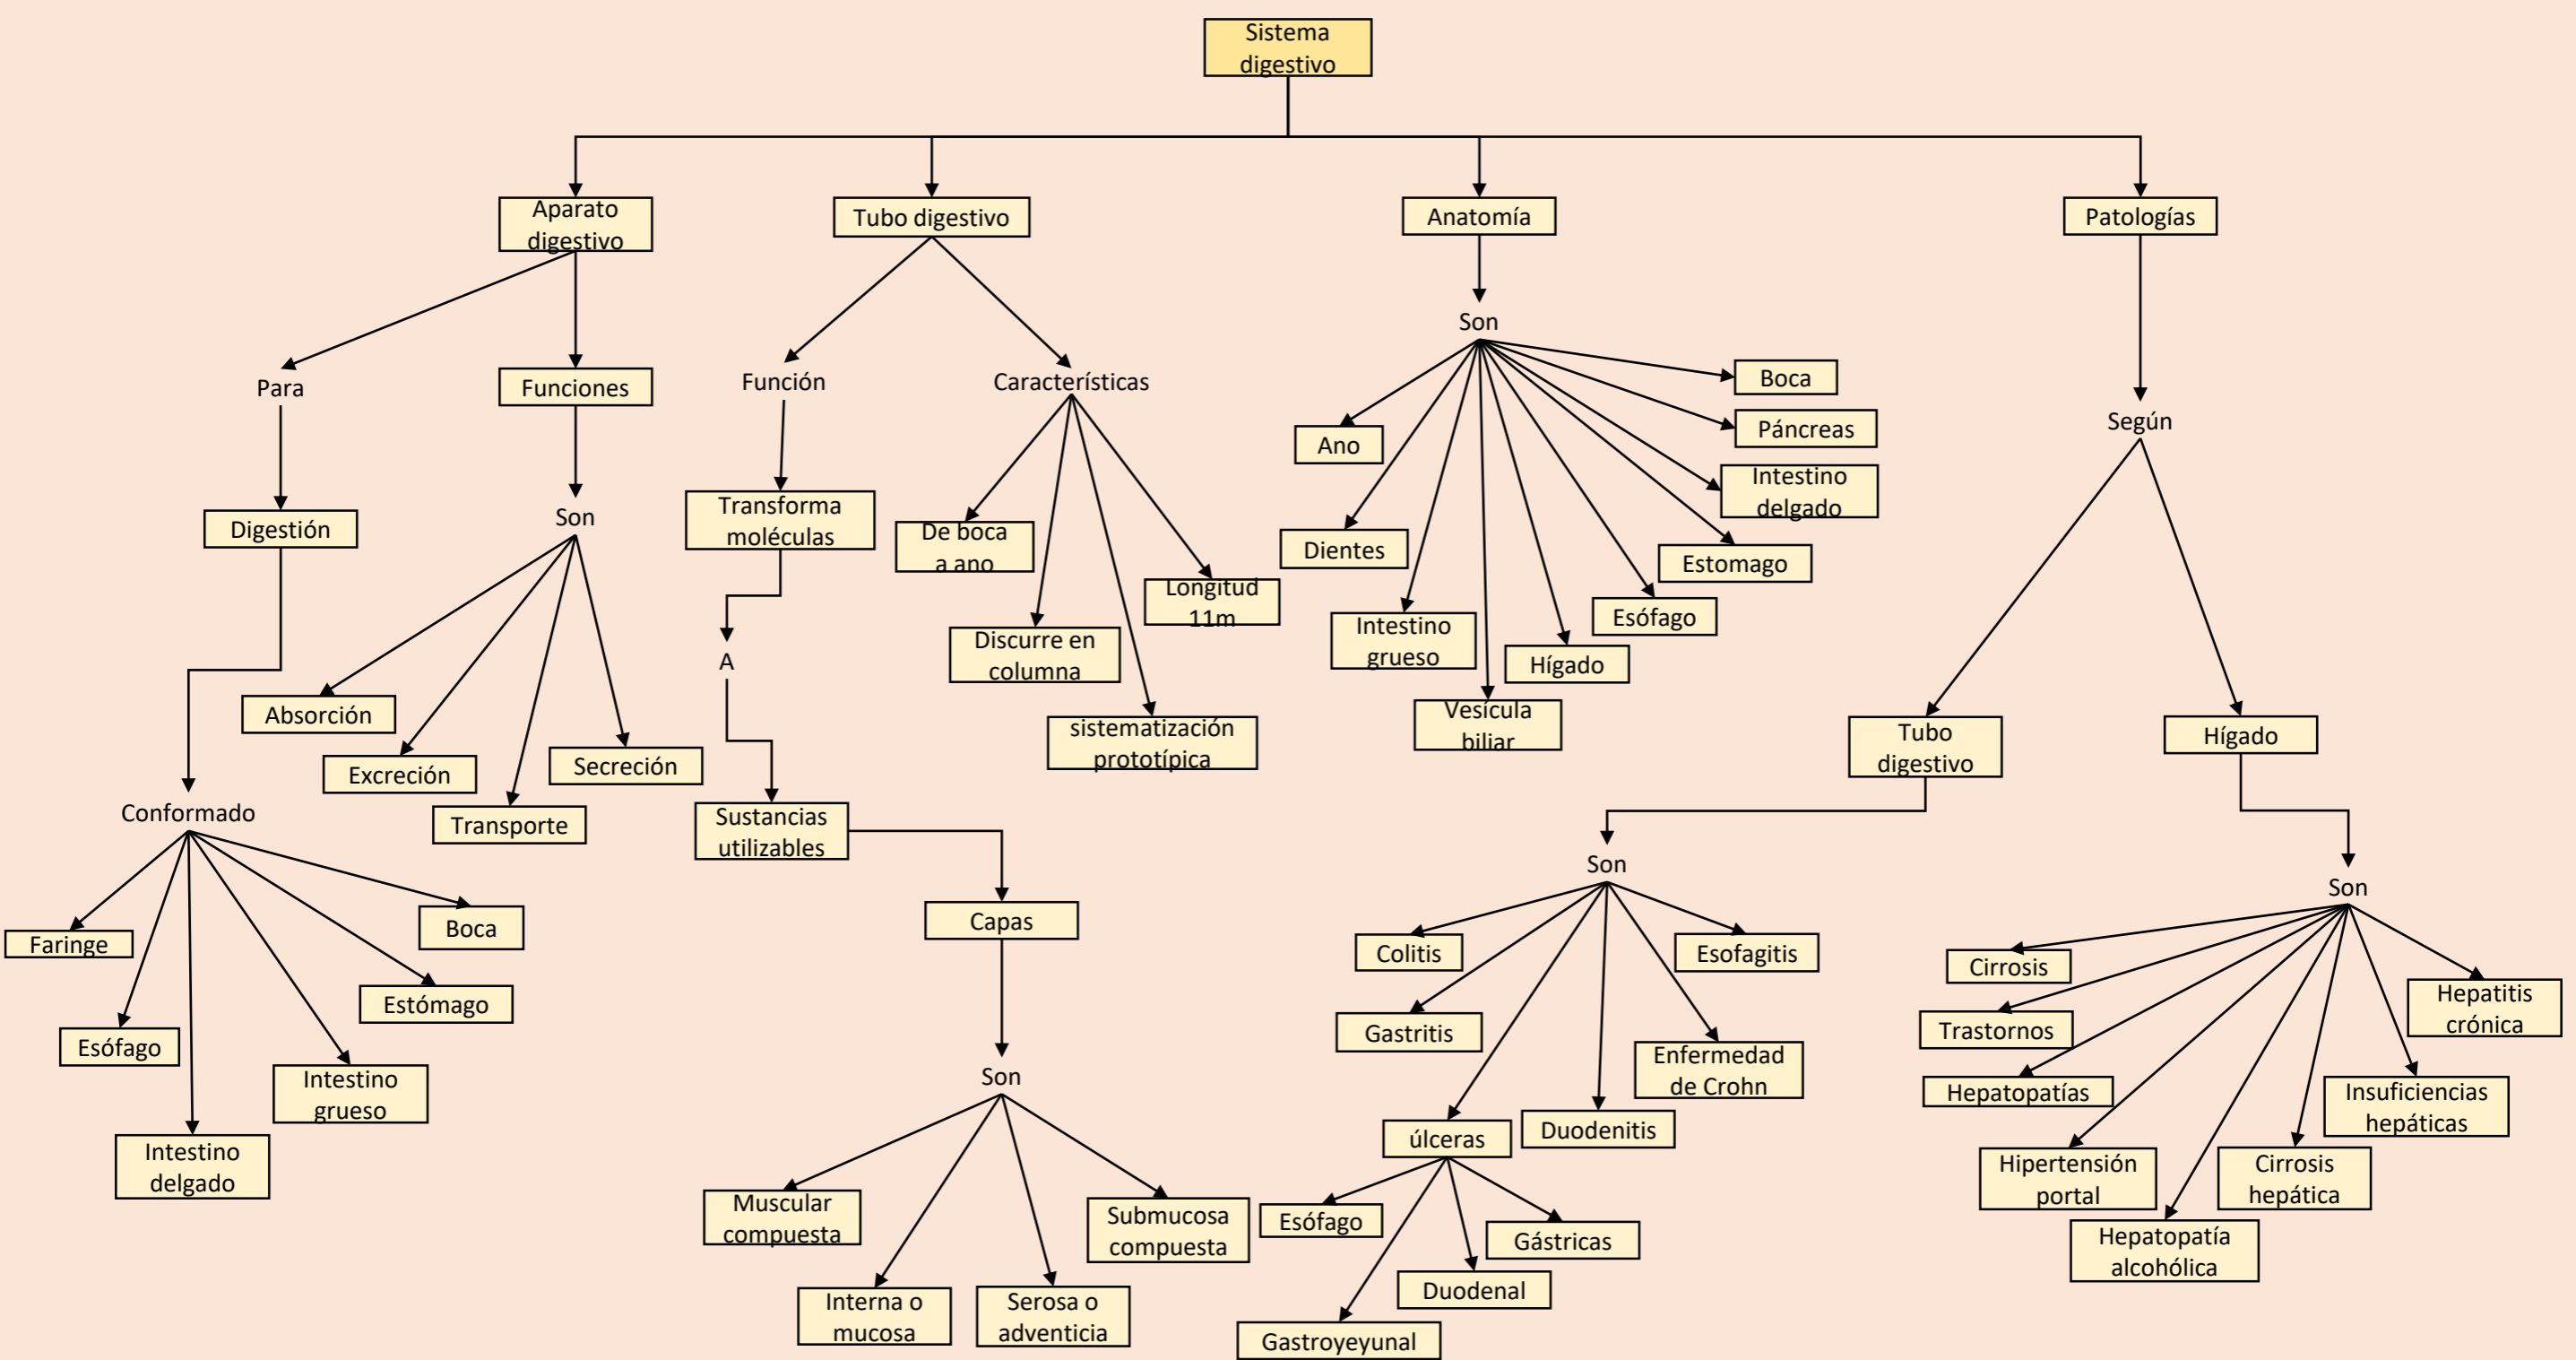 Sistema
digestivo
Aparato
digestivo
Tubo digestivo
Anatomía
Patologías
Para
Funciones
Función
Características
Son
Según
Boca
Páncreas
Ano
Intestino
delgado
Digestión
Son
Transforma
moléculas
De boca
a ano
Dientes
Estomago
Longitud
11m
Discurre en
columna
Intestino
grueso
Esófago
Hígado
A
Absorción
Vesícula
biliar
sistematización
prototípica
Tubo
digestivo
Hígado
Excreción
Secreción
Transporte
Conformado
Sustancias
utilizables
Son
Son
Faringe
Boca
Capas
Colitis
Esofagitis
Cirrosis
Hepatitis
crónica
Estómago
Gastritis
Trastornos
Esófago
Enfermedad
de Crohn
Intestino
grueso
Son
Hepatopatías
Insuficiencias
hepáticas
úlceras
Duodenitis
Intestino
delgado
Hipertensión
portal
Cirrosis
hepática
Muscular
compuesta
Submucosa
compuesta
Esófago
Gástricas
Hepatopatía
alcohólica
Duodenal
Interna o
mucosa
Serosa o
adventicia
Gastroyeyunal